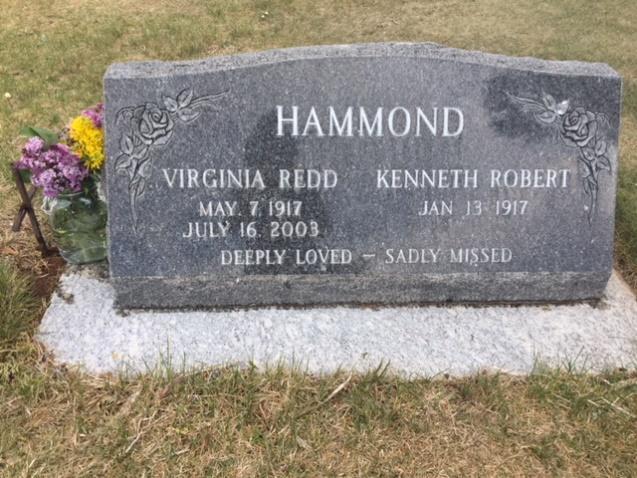 HAMMOND
VIRGINIA REDD
MAY. 7. 1917
JULY 16. 2003
KENNETH ROBERT
JAN 13 1917
DEEPLY LOVED – SADLY MISSED